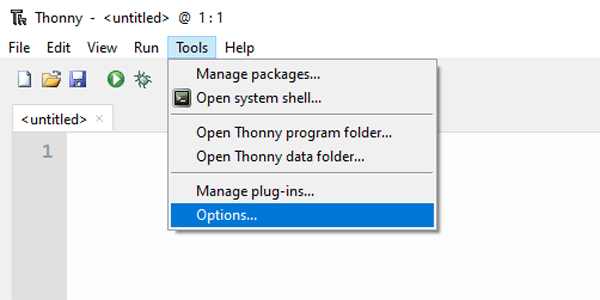 Thonny - <untitled> @ 1:1
File Edit View Run Tools Help
Manage packages...
Open system shell...
<untitled> ×
Open Thonny program folder...
1
Open Thonny data folder...
Manage plug-ins...
Options...